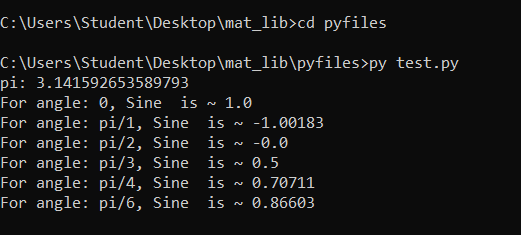 C:\Users\Student\Desktop\mat_lib>cd pyfiles
C:\Users\Student\Desktop\mat_lib\pyfiles>py test.py
pi: 3.141592653589793
For angle: 0, Sine  is ~ 1.0
For angle: pi/1, Sine  is ~ -1.00183
For angle: pi/2, Sine  is ~ -0.0
For angle: pi/3, Sine  is ~ 0.5
For angle: pi/4, Sine  is ~ 0.70711
For angle: pi/6, Sine  is ~ 0.86603